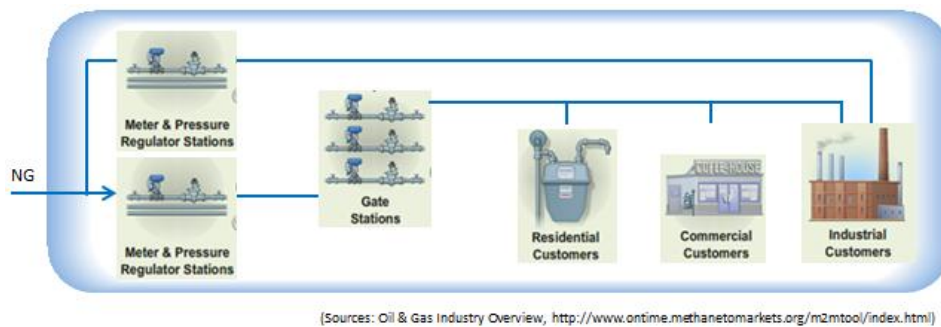 Meter & Pressure
Regulator Stations
NG
Meter & Pressure
Regulator Stations
Gate
Stations
Residential
Customers
Commercial
Customers
Industrial
Customers
(Sources: Oil & Gas Industry Overview, http://www.ontime.methanetomarkets.org/m2mtool/index.html)